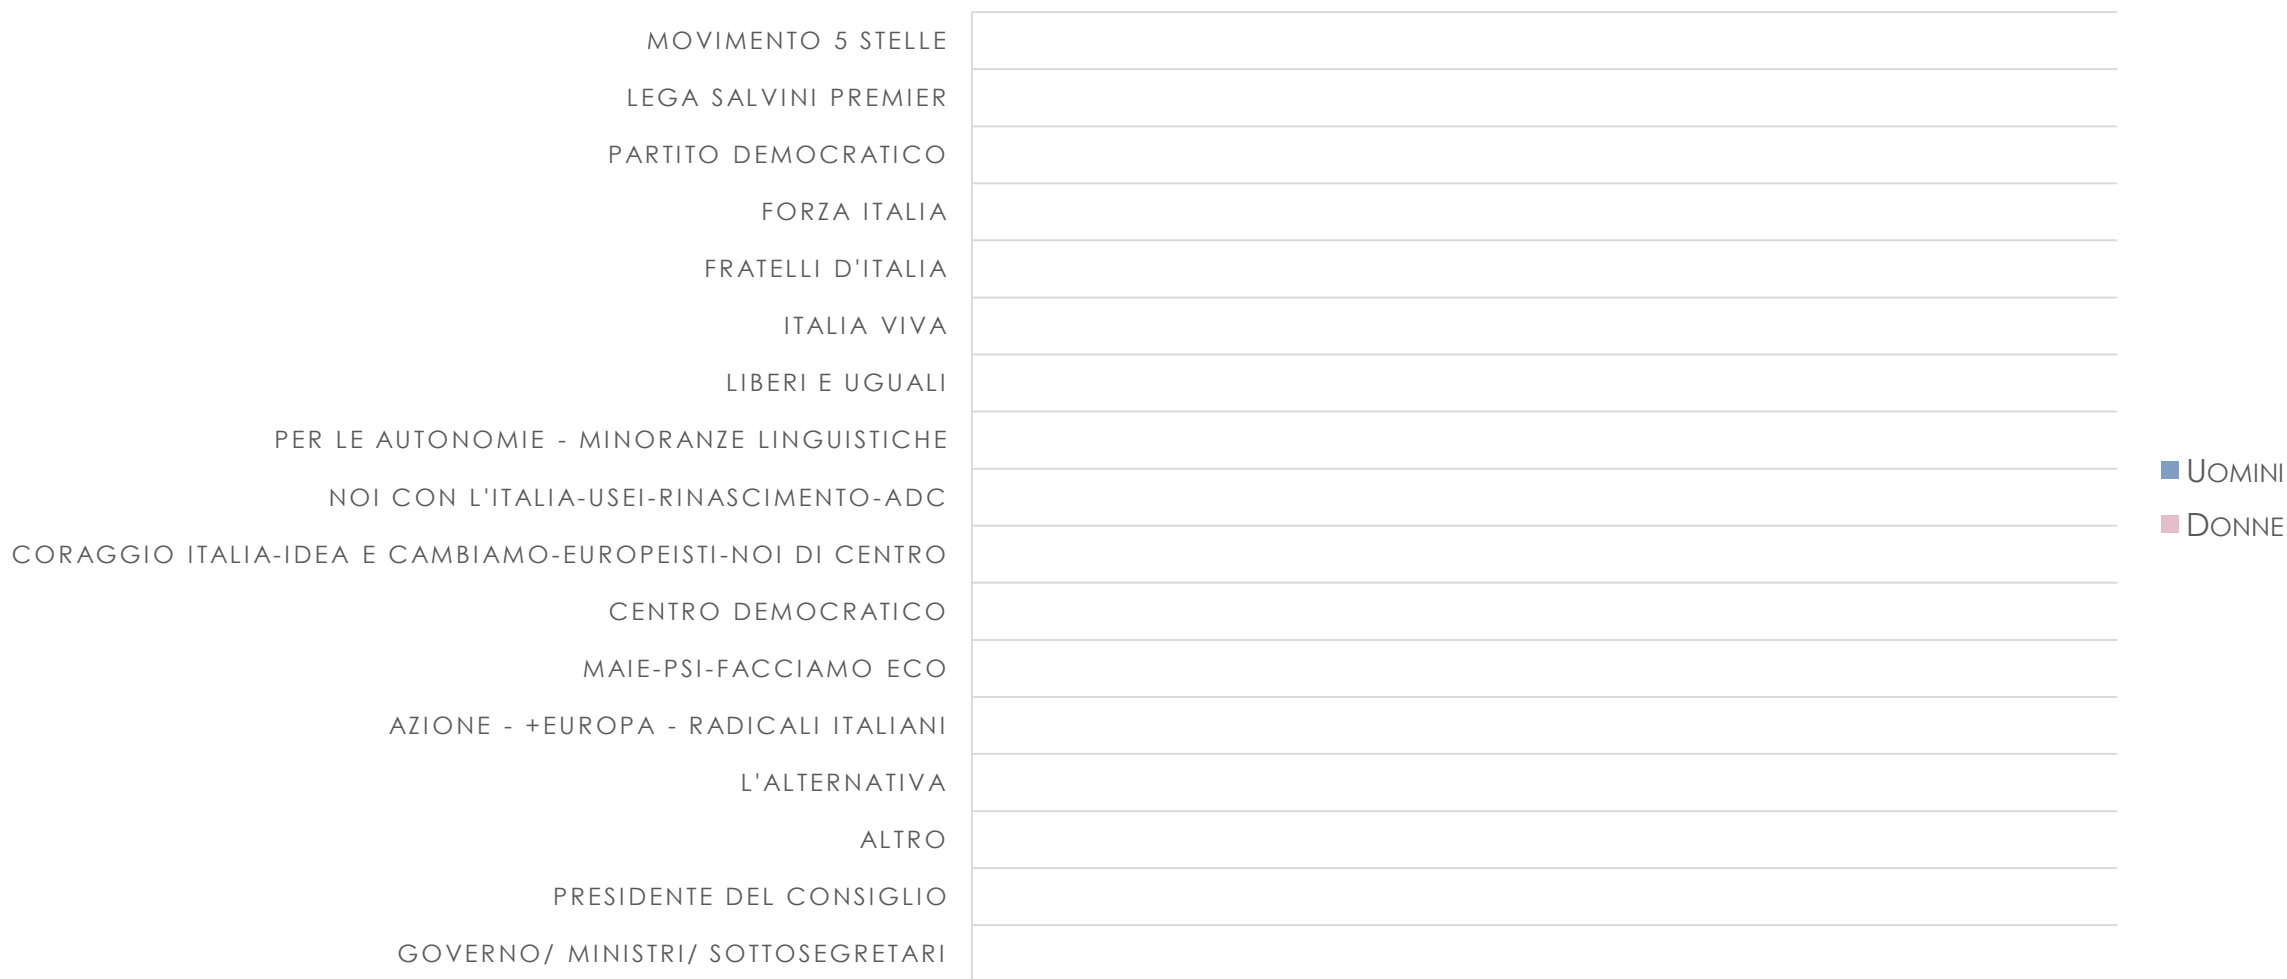 MOVIMENTO 5 STELLE
LEGA SALVINI PREMIER
PARTITO DEMOCRATICO
FORZA ITALIA
FRATELLI D'ITALIA
ITALIA VIVA
LIBERI E UGUALI
PER LE AUTONOMIE - MINORANZE LINGUISTICHE
NOI CON L'ITALIA-USEI-RINASCIMENTO-ADC
CORAGGIO ITALIA-IDEA E CAMBIAMO-EUROPEISTI-NOI DI CENTRO
CENTRO DEMOCRATICO
MAIE-PSI-FACCIAMO ECO
AZIONE - +EUROPA - RADICALI ITALIANI
L'ALTERNATIVA
ALTRO
PRESIDENTE DEL CONSIGLIO
GOVERNO/ MINISTRI/ SOTTOSEGRETARI
UOMINI
DONNE